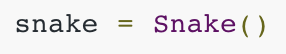 snake = Snake()